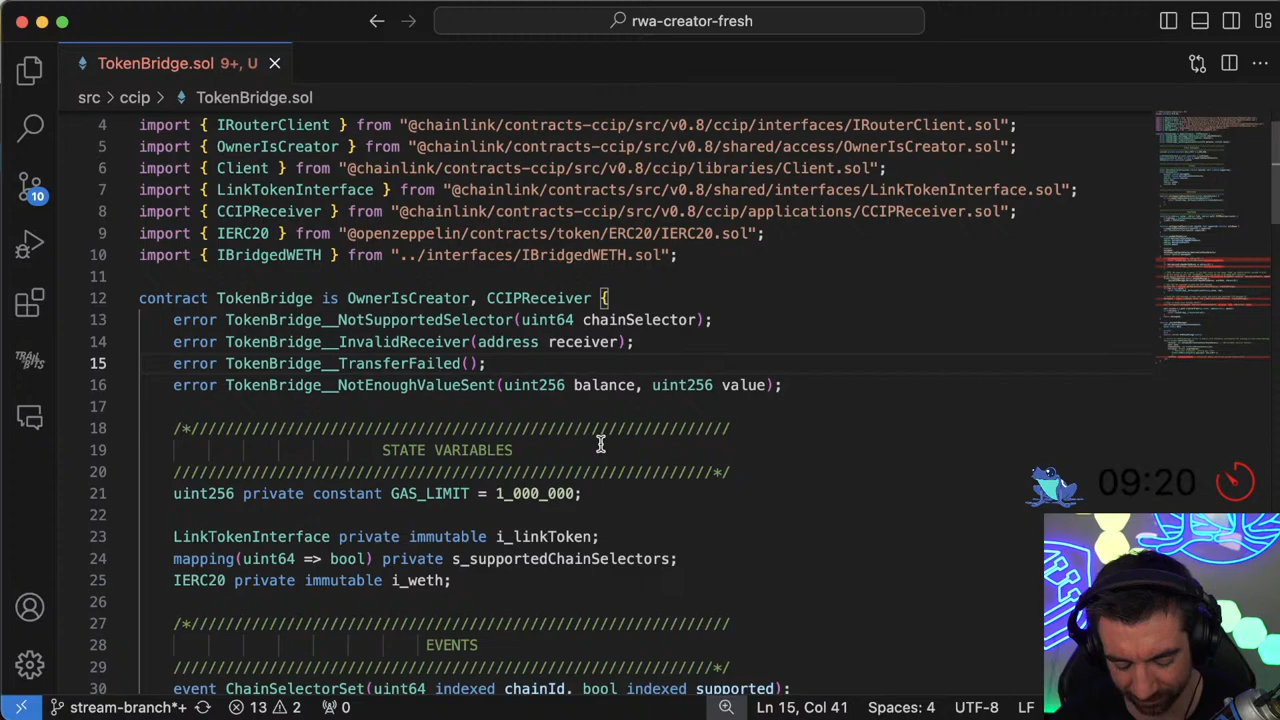 rwa-creator-fresh
TokenBridge.sol 9+, U
src › ccip › TokenBridge.sol
4 import { IRouterClient } from "@chainlink/contracts-ccip/src/v0.8/ccip/interfaces/IRouterClient.sol";
5 import { OwnerIsCreator } from "@chainlink/contracts-ccip/src/v0.8/shared/access/OwnerIsCreator.sol";
6 import { Client } from "@chainlink/contracts-ccip/src/v0.8/ccip/libraries/Client.sol";
7 import { LinkTokenInterface } from "@chainlink/contracts-ccip/src/v0.8/shared/interfaces/LinkTokenInterface.sol";
8 import { CCIPReceiver } from "@chainlink/contracts-ccip/src/v0.8/ccip/applications/CCIPReceiver.sol";
9 import { IERC20 } from "@openzeppelin/contracts/token/ERC20/IERC20.sol";
10 import { IBridgedWETH } from "../interfaces/IBridgedWETH.sol";
11
12 contract TokenBridge is OwnerIsCreator, CCIPReceiver {
13 error TokenBridge__NotSupportedSelector(uint64 chainSelector);
14 error TokenBridge__InvalidReceiver(address receiver);
15 error TokenBridge__TransferFailed();
16 error TokenBridge__NotEnoughValueSent(uint256 balance, uint256 value);
17
18 /*//////////////////////////////////////////////////////////////
19 STATE VARIABLES
20 //////////////////////////////////////////////////////////////*/
21 uint256 private constant GAS_LIMIT = 1_000_000;
22
23 LinkTokenInterface private immutable i_linkToken;
24 mapping(uint64 => bool) private s_supportedChainSelectors;
25 IERC20 private immutable i_weth;
26
27 /*//////////////////////////////////////////////////////////////
28 EVENTS
29 //////////////////////////////////////////////////////////////*/
30 event ChainSelectorSet(uint64 indexed chainId, bool indexed supported);
10
09:20
stream-branch*+ 13 2 0 Ln 15, Col 41 Spaces: 4 UTF-8 LF